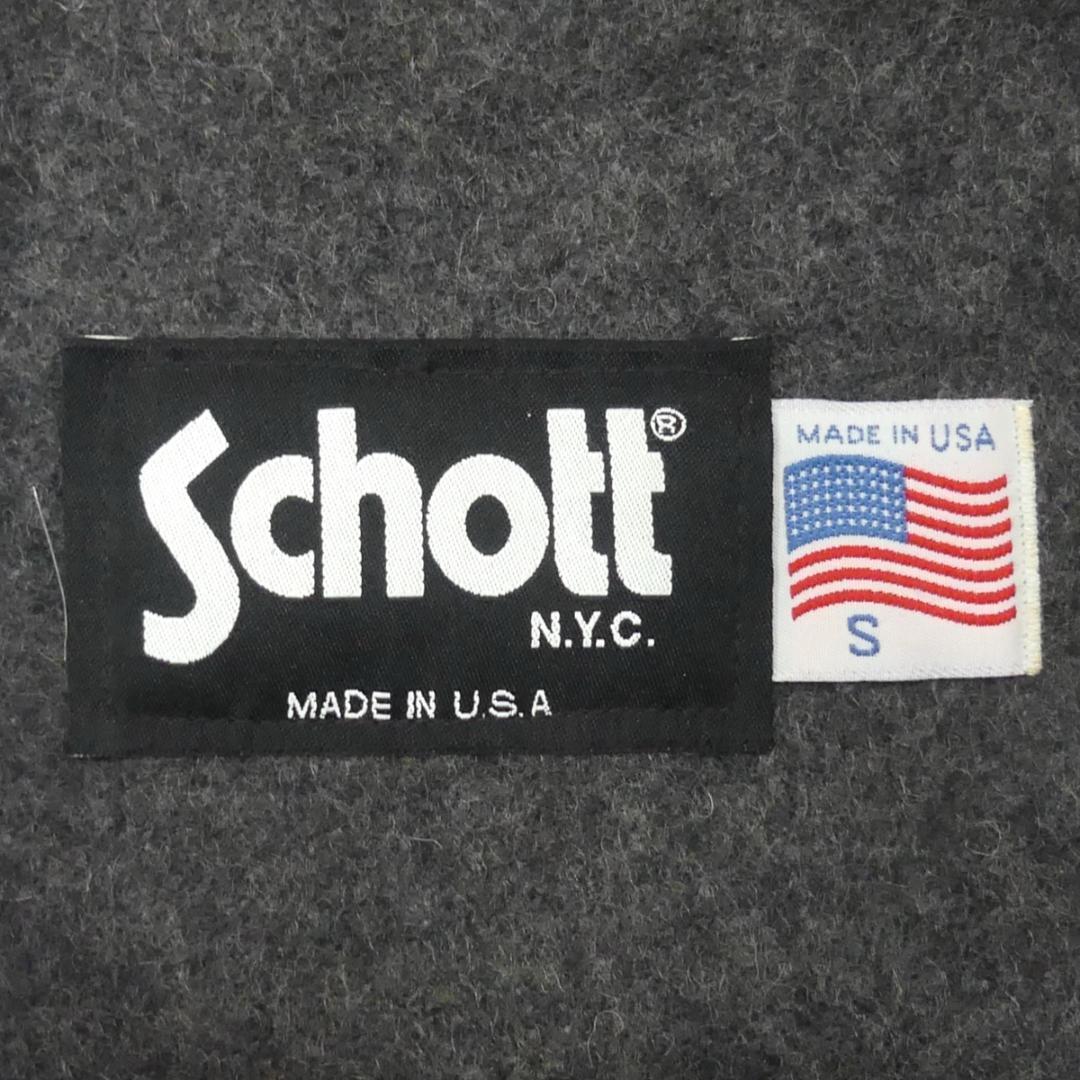 Schott®
N.Y.C.
MADE IN U.S.A
MADE IN USA
S